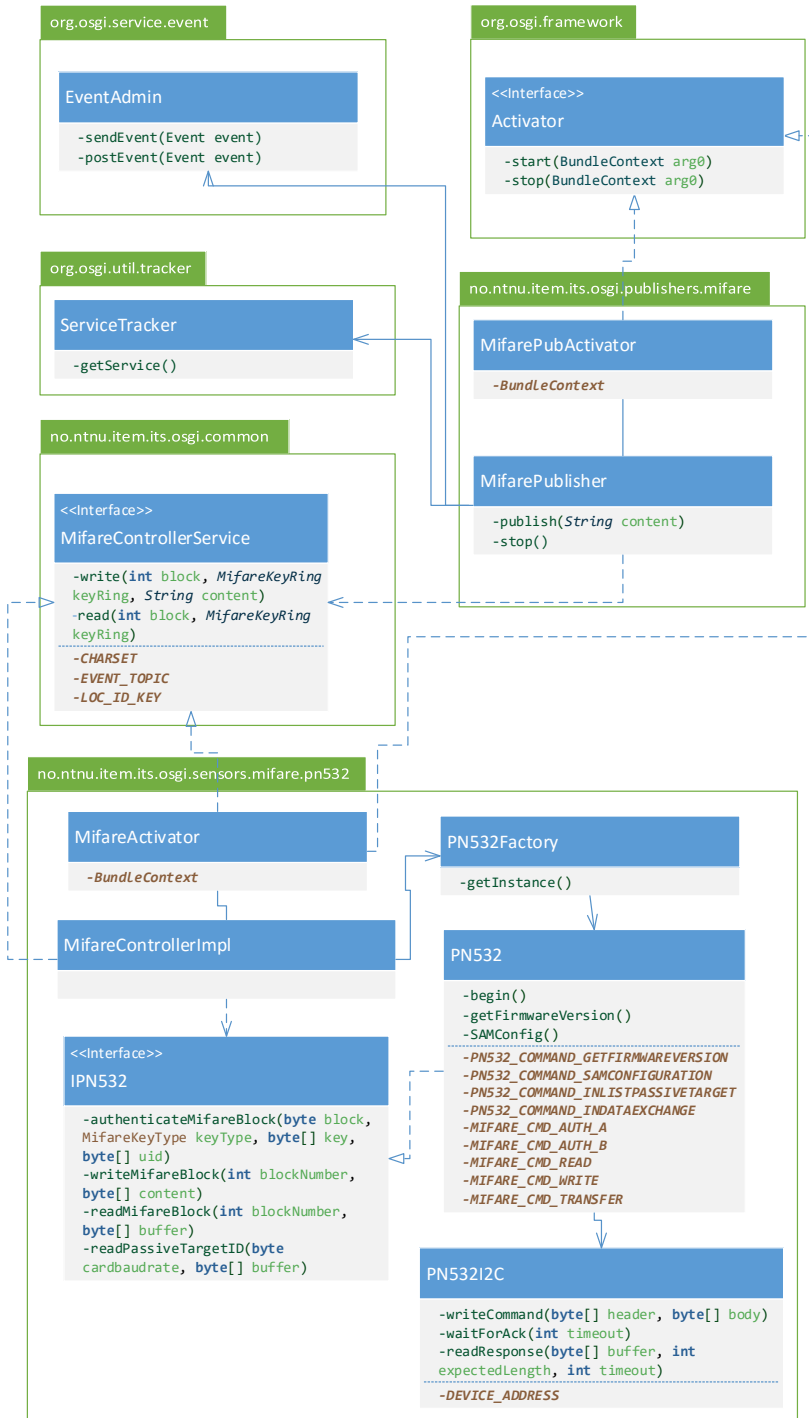 org.osgi.service.event
EventAdmin
-sendEvent(Event event)
-postEvent(Event event)
org.osgi.framework
<<Interface>>
Activator
-start(BundleContext arg0)
-stop(BundleContext arg0)
org.osgi.util.tracker
ServiceTracker
-getService()
no.ntnu.item.its.osgi.publishers.mifare
MifarePubActivator
-BundleContext
MifarePublisher
-publish(String content)
-stop()
no.ntnu.item.its.osgi.common
<<Interface>>
MifareControllerService
-write(int block, MifareKeyRing
keyRing, String content)
-read(int block, MifareKeyRing
keyRing)
-CHARSET
-EVENT_TOPIC
-LOC_ID_KEY
no.ntnu.item.its.osgi.sensors.mifare.pn532
MifareActivator
-BundleContext
MifareControllerImpl
<<Interface>>
IPN532
-authenticateMifareBlock(byte block,
MifareKeyType keyType, byte[] key,
byte[] uid)
-writeMifareBlock(int blockNumber,
byte[] content)
-readMifareBlock(int blockNumber,
byte[] buffer)
-readPassiveTargetID(byte
cardbaudrate, byte[] buffer)
PN532Factory
-getInstance()
PN532
-begin()
-getFirmwareVersion()
-SAMConfig()
-PN532_COMMAND_GETFIRMWAREVERSION
-PN532_COMMAND_SAMCONFIGURATION
-PN532_COMMAND_INLISTPASSIVETARGET
-PN532_COMMAND_INDATAEXCHANGE
-MIFARE_CMD_AUTH_A
-MIFARE_CMD_AUTH_B
-MIFARE_CMD_READ
-MIFARE_CMD_WRITE
-MIFARE_CMD_TRANSFER
PN532I2C
-writeCommand(byte[] header, byte[] body)
-waitForAck(int timeout)
-readResponse(byte[] buffer, int
expectedLength, int timeout)
-DEVICE_ADDRESS